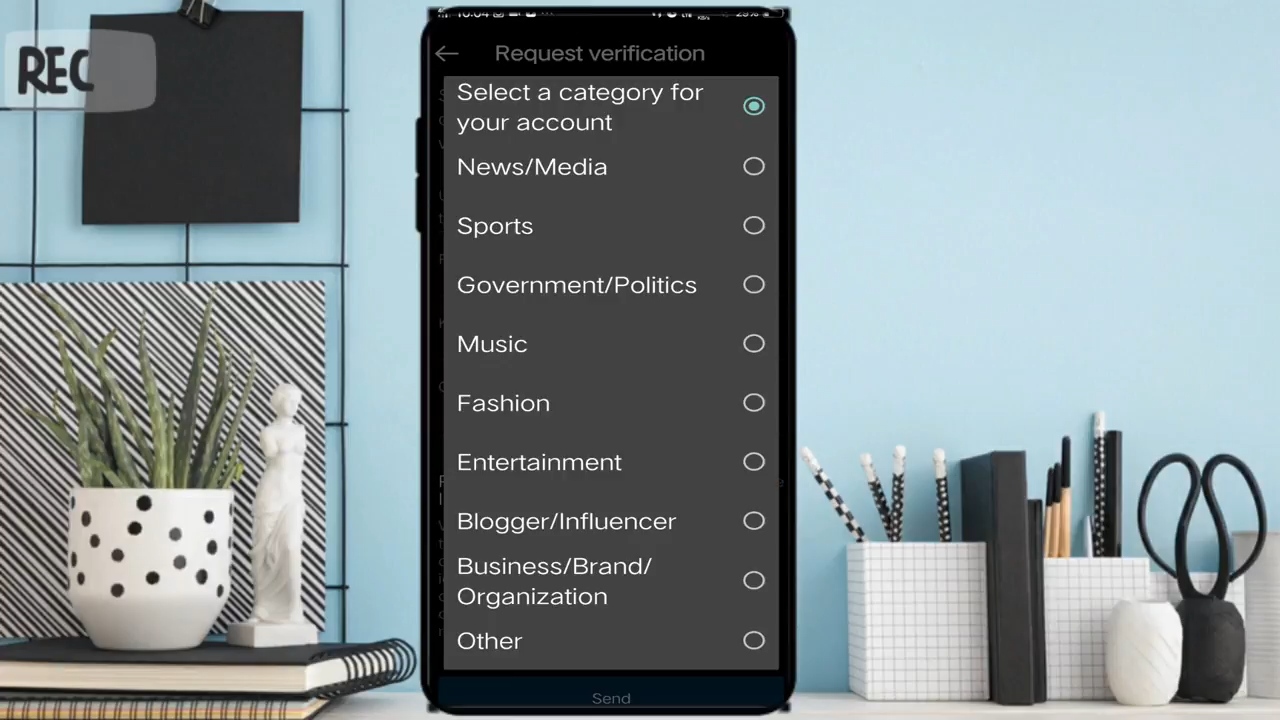 REC
Request verification
Select a category for
your account
News/Media
Sports
Government/Politics
Music
Fashion
Entertainment
Blogger/Influencer
Business/Brand/
Organization
Other
Send